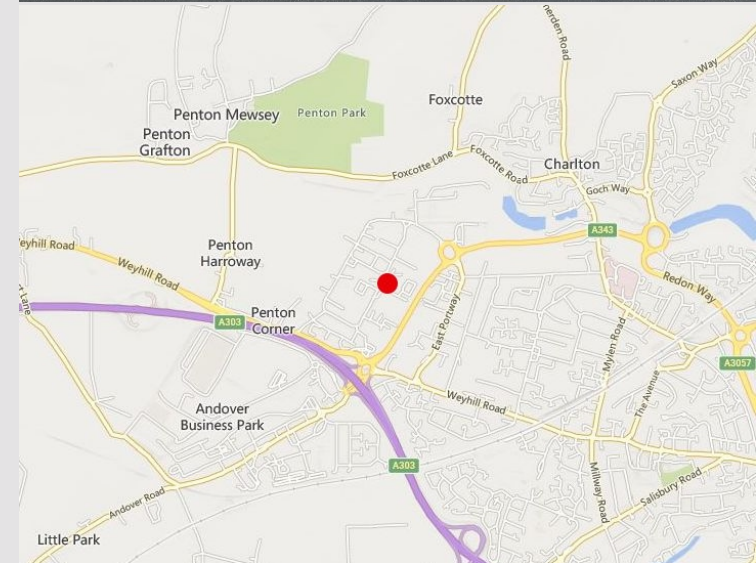 Saxon Way
Foxcotte
Penton Mewsey
Penton Park
Penton
Grafton
Foxcotte Lane
Foxcotte Road
Charlton
Goch Way
A343
Penton
Harroway
Weyhill Road
Redon Way
A303
Penton
Corner
East Portway
Mylen Road
A3057
Weyhill Road
The Avenue
Andover
Business Park
A303
Millway Road
Salisbury Road
Andover Road
Little Park